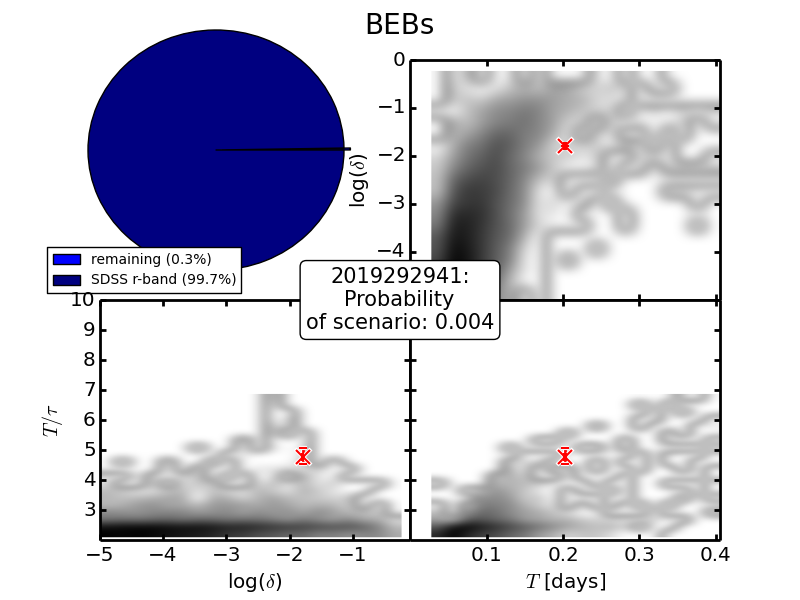 BEBs
0
−1
−2
−3
−4
log(δ)
remaining (0.3%)
SDSS r-band (99.7%)
2019292941:
Probability
of scenario: 0.004
10
9
8
7
6
5
4
3
T/τ
−5 −4 −3 −2 −1
log(δ)
0.1 0.2 0.3 0.4
T [days]